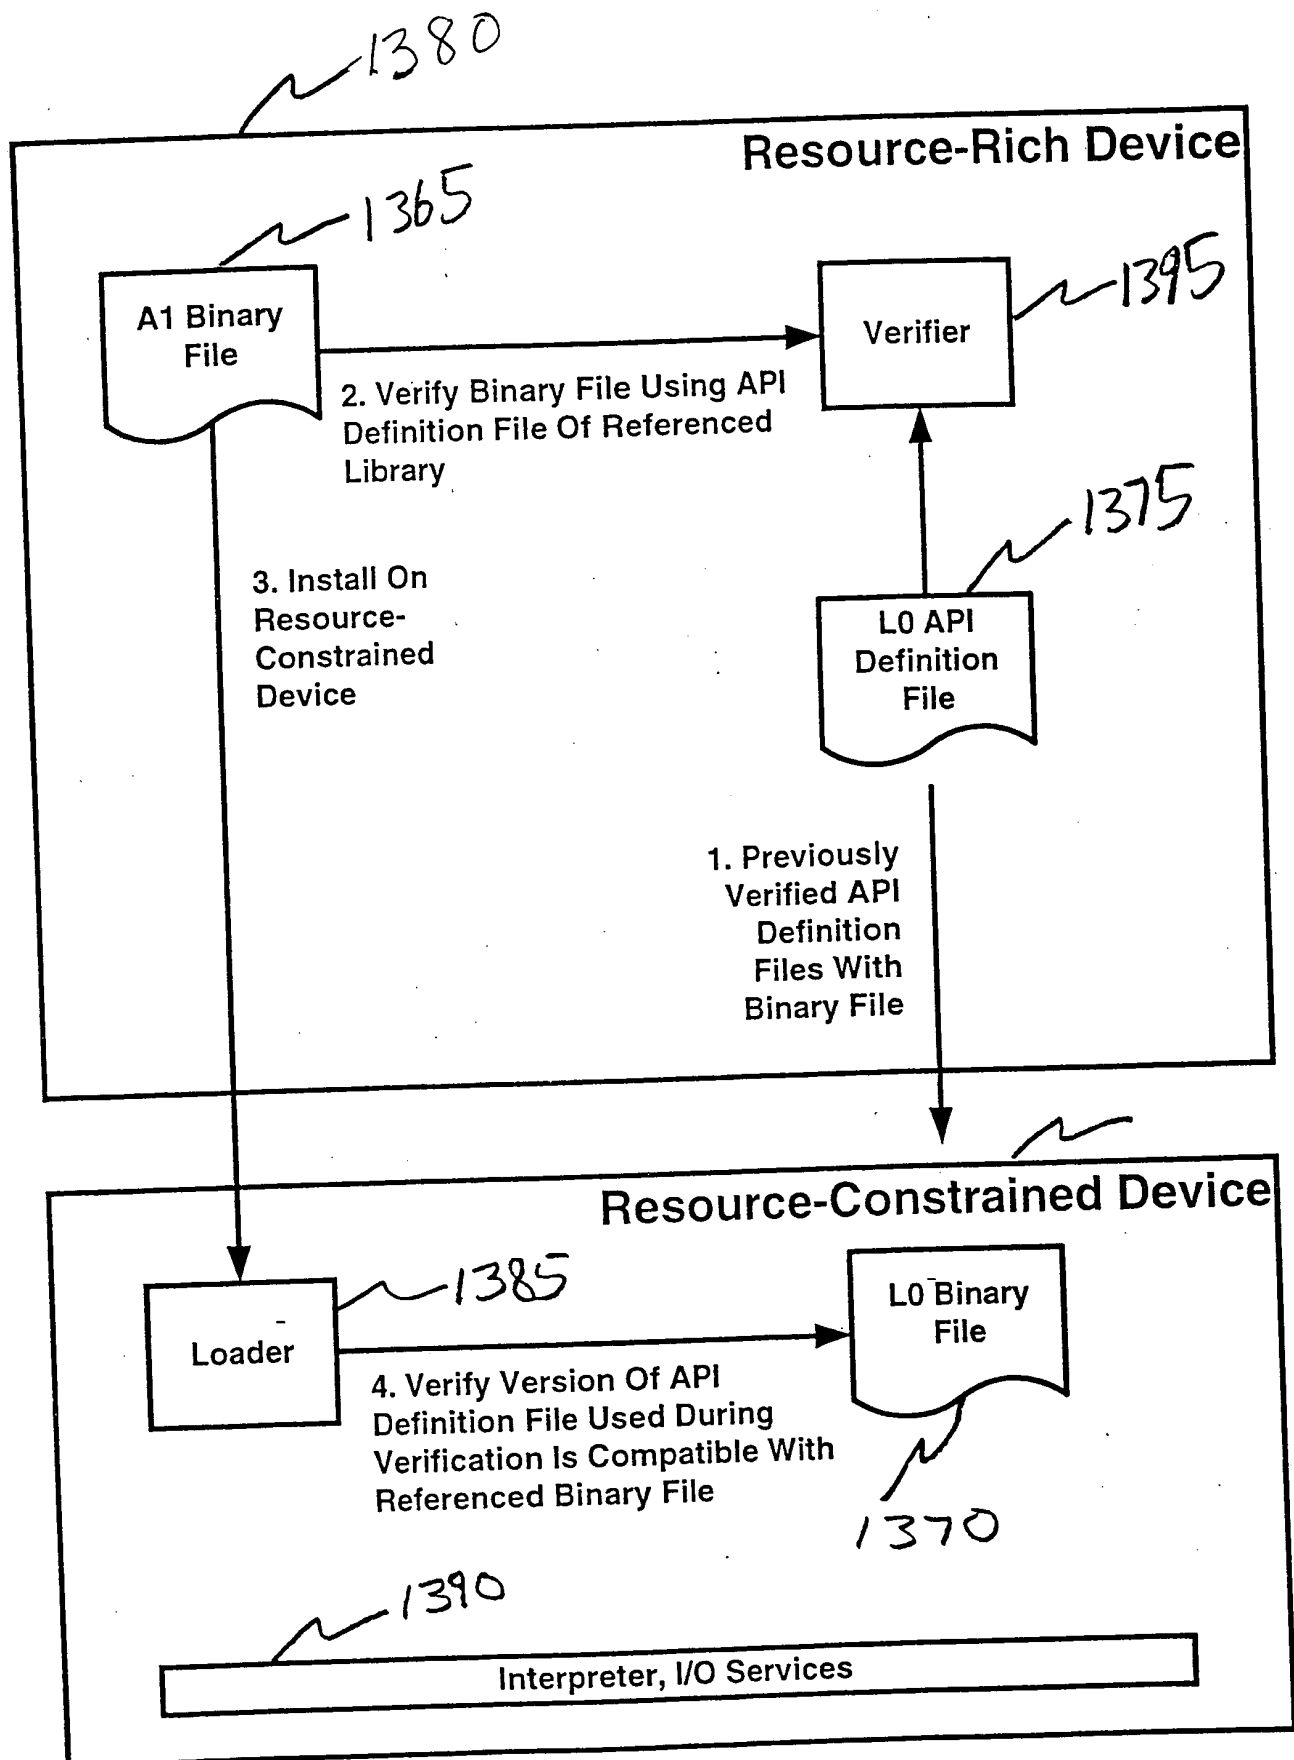 1380
Resource-Rich Device
1365
A1 Binary
File
1395
Verifier
2. Verify Binary File Using API
Definition File Of Referenced
Library
1375
3. Install On
Resource-
Constrained
Device
L0 API
Definition
File
1. Previously
Verified API
Definition
Files With
Binary File
Resource-Constrained Device
1385
Loader
L0 Binary
File
4. Verify Version Of API
Definition File Used During
Verification Is Compatible With
Referenced Binary File
1370
1390
Interpreter, I/O Services